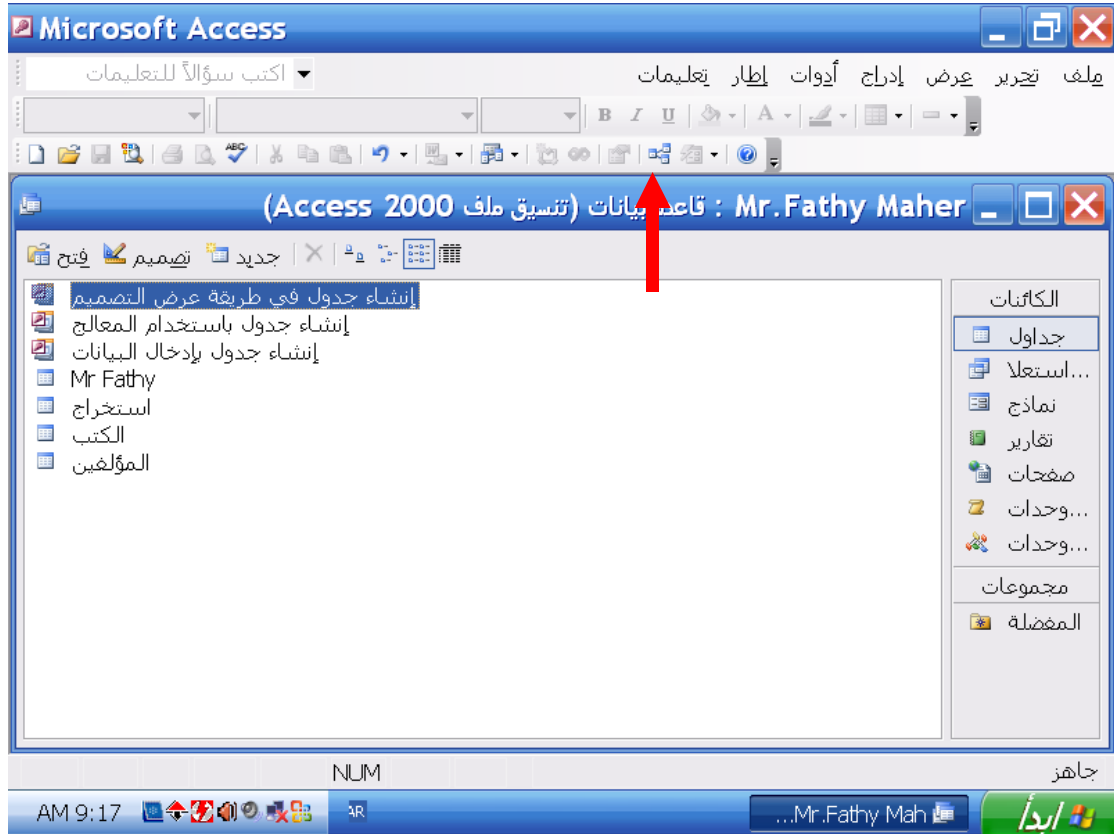 Microsoft Access
ملف تحرير عرض إدراج أدوات إطار تعليمات
اكتب سؤالاً للتعليمات
B I U A
ABC
Mr.Fathy Maher : قاعدة بيانات (تنسيق ملف Access 2000)
فتح تصميم جديد
الكائنات
جداول
استعلا...
نماذج
تقارير
صفحات
وحدات...
وحدات...
مجموعات
المفضلة
إنشاء جدول في طريقة عرض التصميم
إنشاء جدول باستخدام المعالج
إنشاء جدول بإدخال البيانات
Mr Fathy
استخراج
الكتب
المؤلفين
جاهز
NUM
ابدأ
Mr.Fathy Mah...
AR
AM 9:17